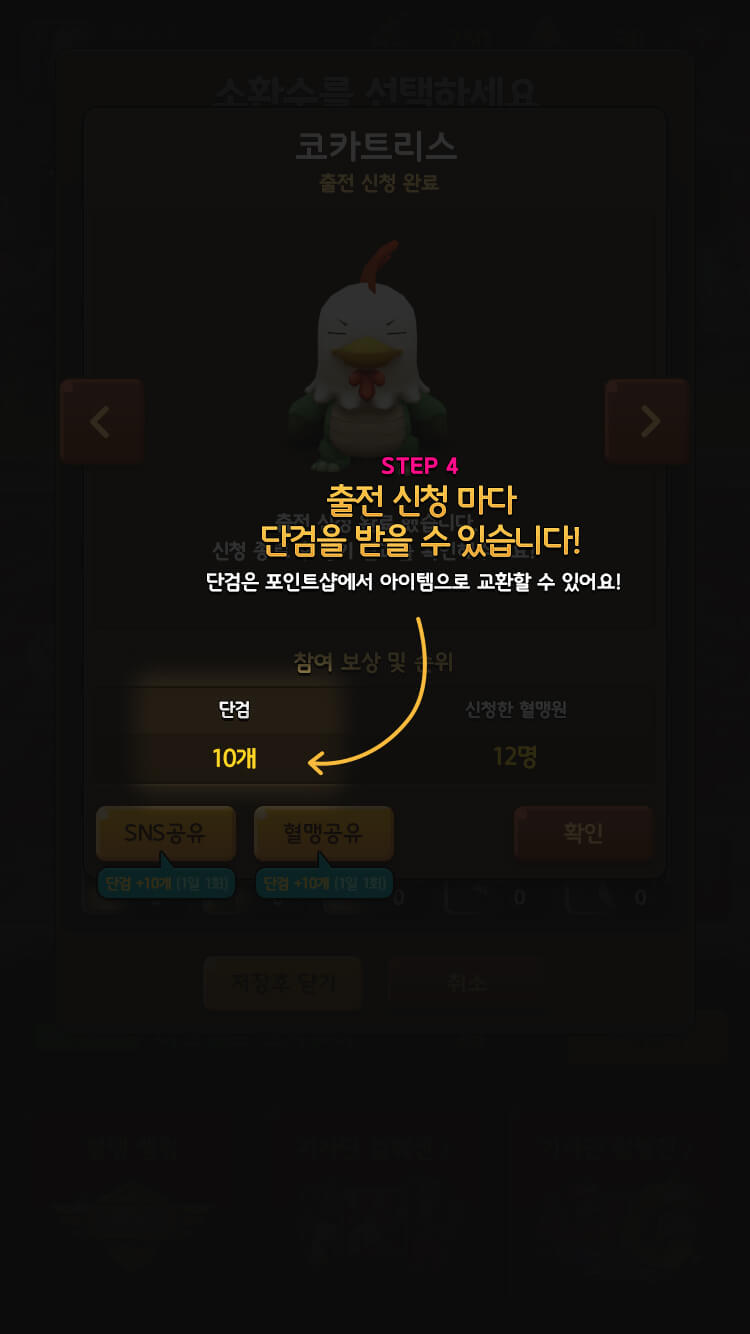 소환수를 선택하세요
코카트리스
출전 신청 완료
STEP 4
출전 신청 마다
단검을 받을 수 있습니다!
단검은 포인트샵에서 아이템으로 교환할 수 있어요!
참여 보상 및 순위
단검
신청한 혈맹원
10개
12명
SNS공유
혈맹공유
확인
단검 +10개 (1일 1회)
단검 +10개 (1일 1회)
0
0
0
저장후 닫기
취소